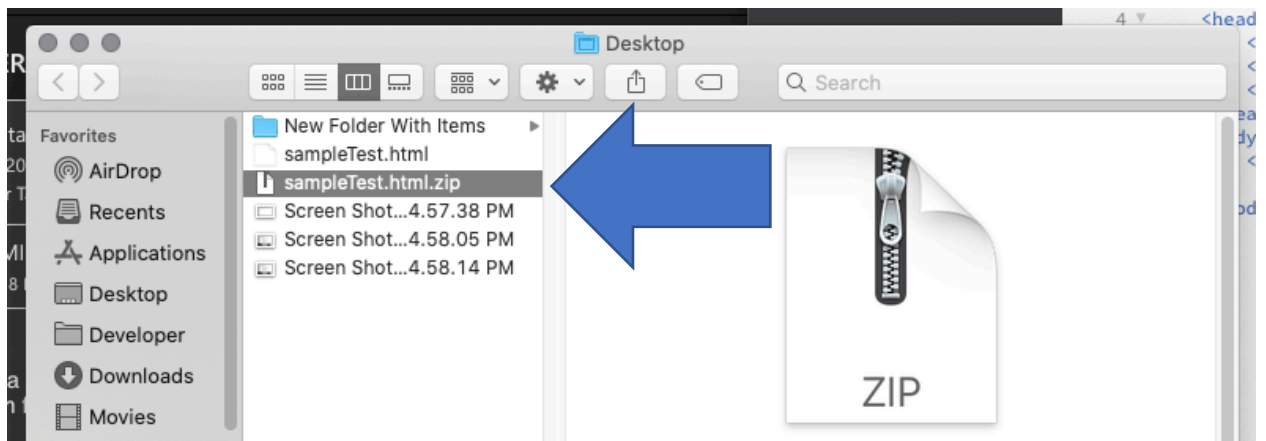 4 <head
Desktop
Search
Favorites
AirDrop
Recents
Applications
Desktop
Developer
Downloads
Movies
New Folder With Items
sampleTest.html
sampleTest.html.zip
Screen Shot...4.57.38 PM
Screen Shot...4.58.05 PM
Screen Shot...4.58.14 PM
ZIP